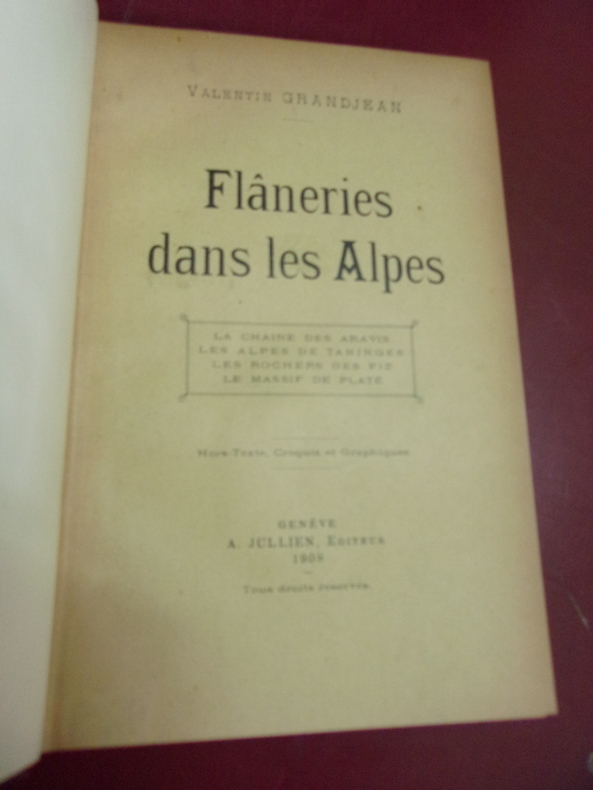 VALENTIN GRANDJEAN
Flâneries
dans les Alpes
LA CHAINE DES ARAVIS
LES ALPES DE TANINGES
LES ROCHERS DES FIZ
LE MASSIF DE PLATÉ
Hors-Texte, Croquis et Graphiques
GENÈVE
A. JULLIEN, EDITEUR
1908
Tous droits réservés.